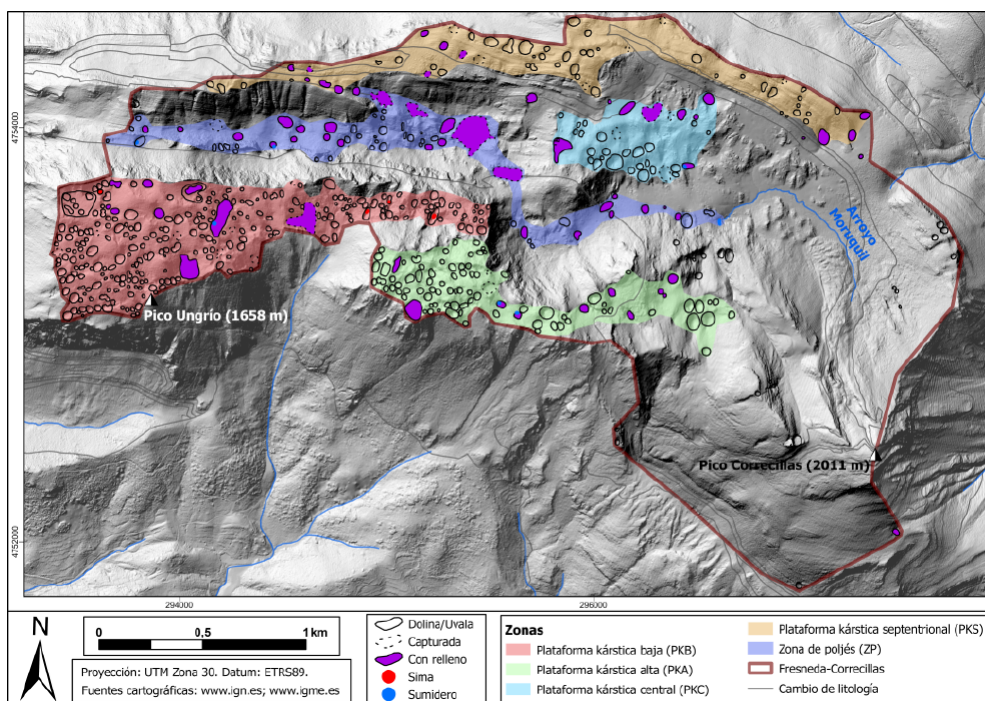 4754000
Arroyo
Moruquil
Pico Ungrío (1658 m)
Pico Correcillas (2011 m)
4752000
294000
296000
N
0
0,5
1 km
Proyección: UTM Zona 30. Datum: ETRS89.
Fuentes cartográficas: www.ign.es; www.igme.es
Dolina/Uvala
Capturada
Con relleno
Sima
Sumidero
Zonas
Plataforma kárstica baja (PKB)
Plataforma kárstica alta (PKA)
Plataforma kárstica central (PKC)
Plataforma kárstica septentrional (PKS)
Zona de poljés (ZP)
Fresneda-Correcillas
Cambio de litología